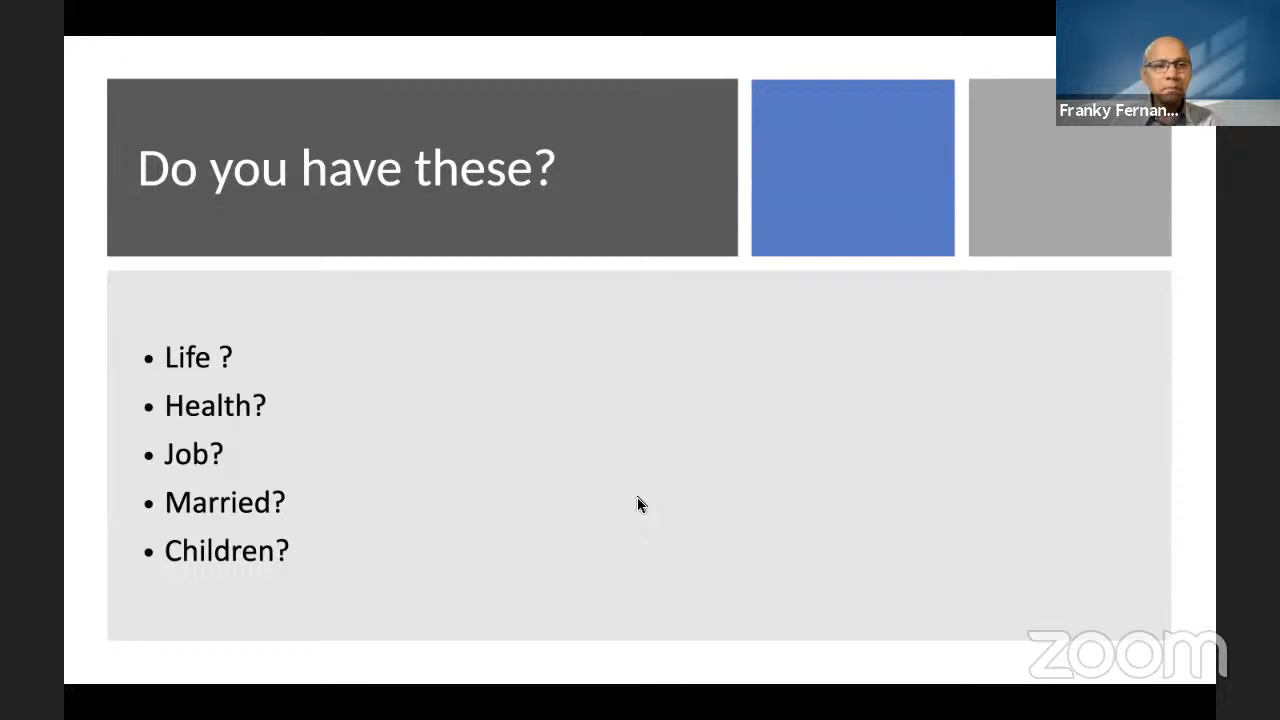 Franky Fernan...
Do you have these?
• Life ?
• Health?
• Job?
• Married?
• Children?
zoom